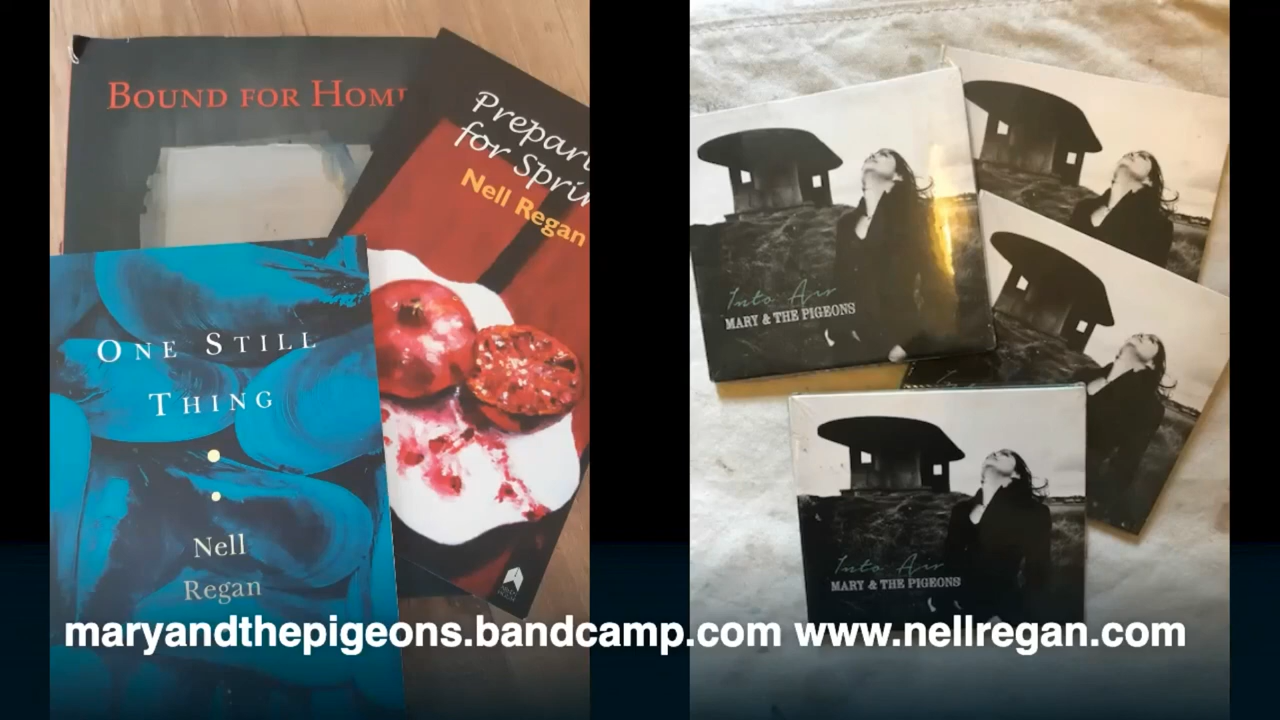 BOUND FOR HOM
Prepar
for Sprin
Nell Regan
ONE STILL
THING
Nell
Regan
Into Air
MARY & THE PIGEONS
Into Air
MARY & THE PIGEONS
maryandthepigeons.bandcamp.com www.nellregan.com